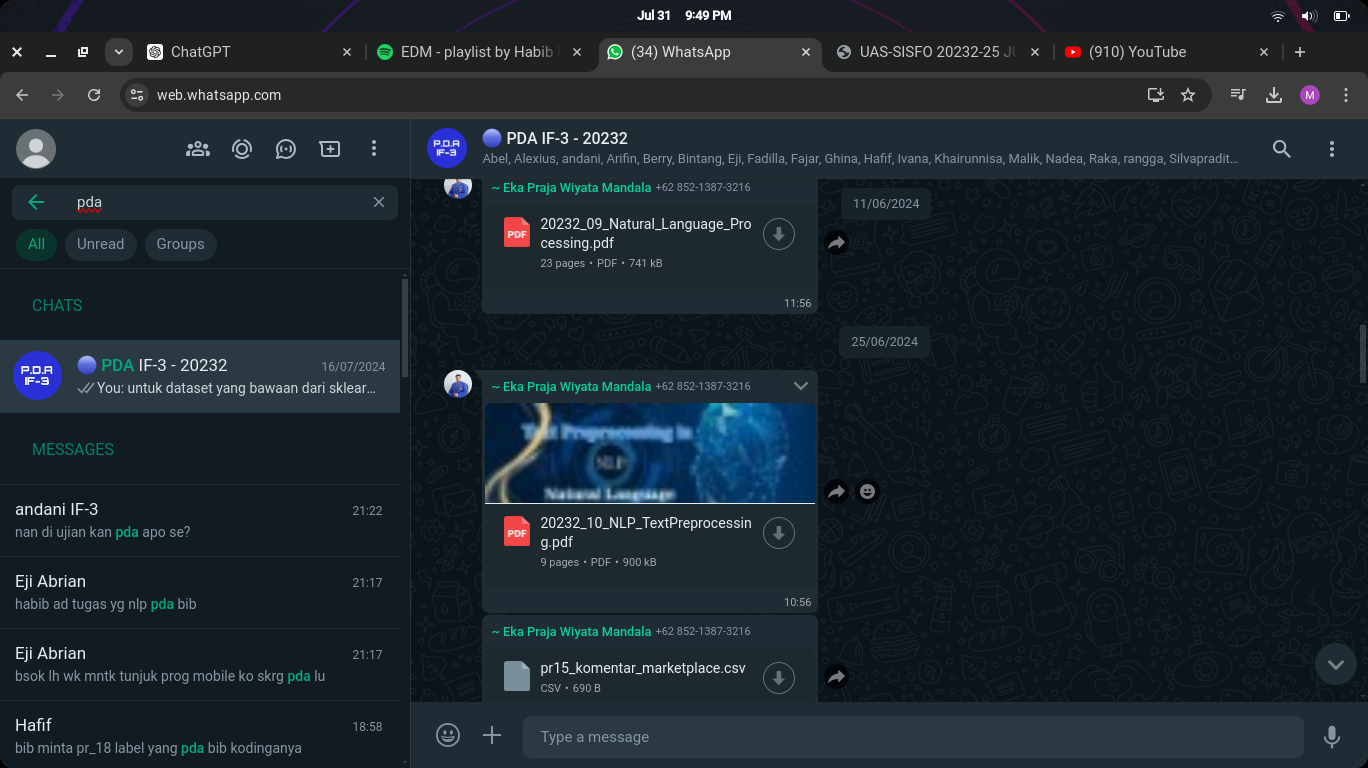 Jul 31 9:49 PM
ChatGPT
EDM - playlist by Habib
(34) WhatsApp
UAS-SISFO 20232-25 JU
(910) YouTube
web.whatsapp.com
M
pda
All
Unread
Groups
CHATS
PDA IF-3 - 20232
16/07/2024
You: untuk dataset yang bawaan dari sklear...
MESSAGES
andani IF-3
21:22
nan di ujian kan pda apo se?
Eji Abrian
21:17
habib ad tugas yg nlp pda bib
Eji Abrian
21:17
bsok lh wk mntk tunjuk prog mobile ko skrg pda lu
Hafif
18:58
bib minta pr_18 label yang pda bib kodinganya
P.D.A
IF-3
PDA IF-3 - 20232
Abel, Alexius, andani, Arifin, Berry, Bintang, Eji, Fadilla, Fajar, Ghina, Hafif, Ivana, Khairunnisa, Malik, Nadea, Raka, rangga, Silvapradit...
~ Eka Praja Wiyata Mandala +62 852-1387-3216
11/06/2024
PDF
20232_09_Natural_Language_Pro
cessing.pdf
23 pages • PDF • 741 kB
11:56
25/06/2024
~ Eka Praja Wiyata Mandala +62 852-1387-3216
Text Preprocessing in
NLP
Natural Language
PDF
20232_10_NLP_TextPreprocessin
g.pdf
9 pages • PDF • 900 kB
10:56
~ Eka Praja Wiyata Mandala +62 852-1387-3216
pr15_komentar_marketplace.csv
CSV • 690 B
Type a message
P.D.A
IF-3